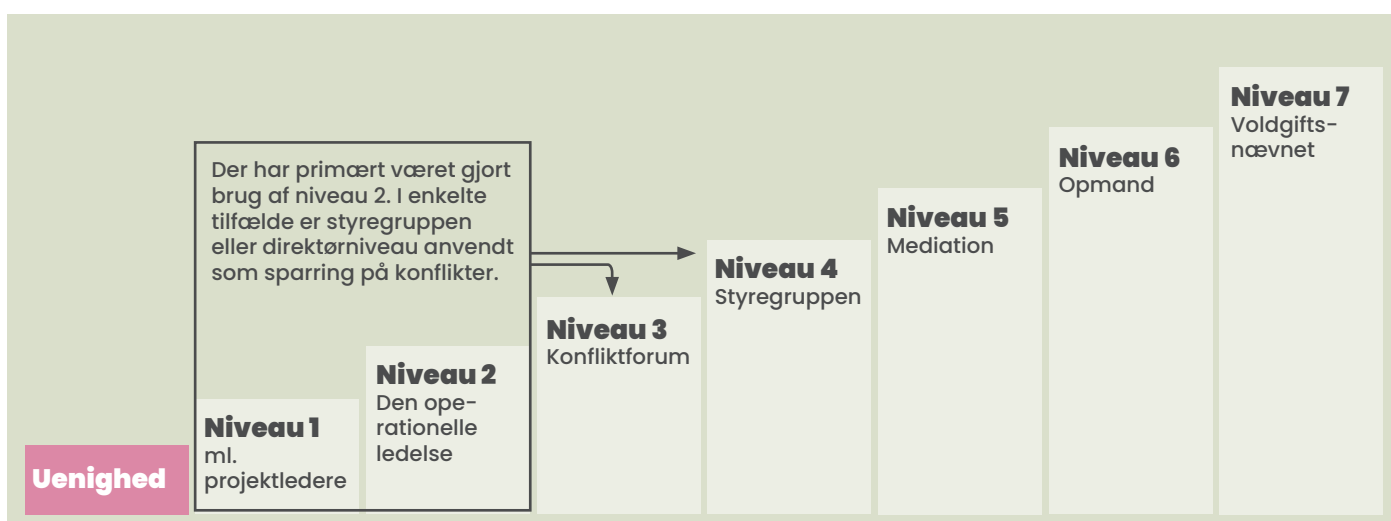 Uenighed
Der har primært været gjort
brug af niveau 2. I enkelte
tilfælde er styregruppen
eller direktørniveau anvendt
som sparring på konflikter.
Niveau 1
ml.
projektledere
Niveau 2
Den ope-
rationelle
ledelse
Niveau 3
Konfliktforum
Niveau 4
Styregruppen
Niveau 5
Mediation
Niveau 6
Opmand
Niveau 7
Voldgifts-
nævnet